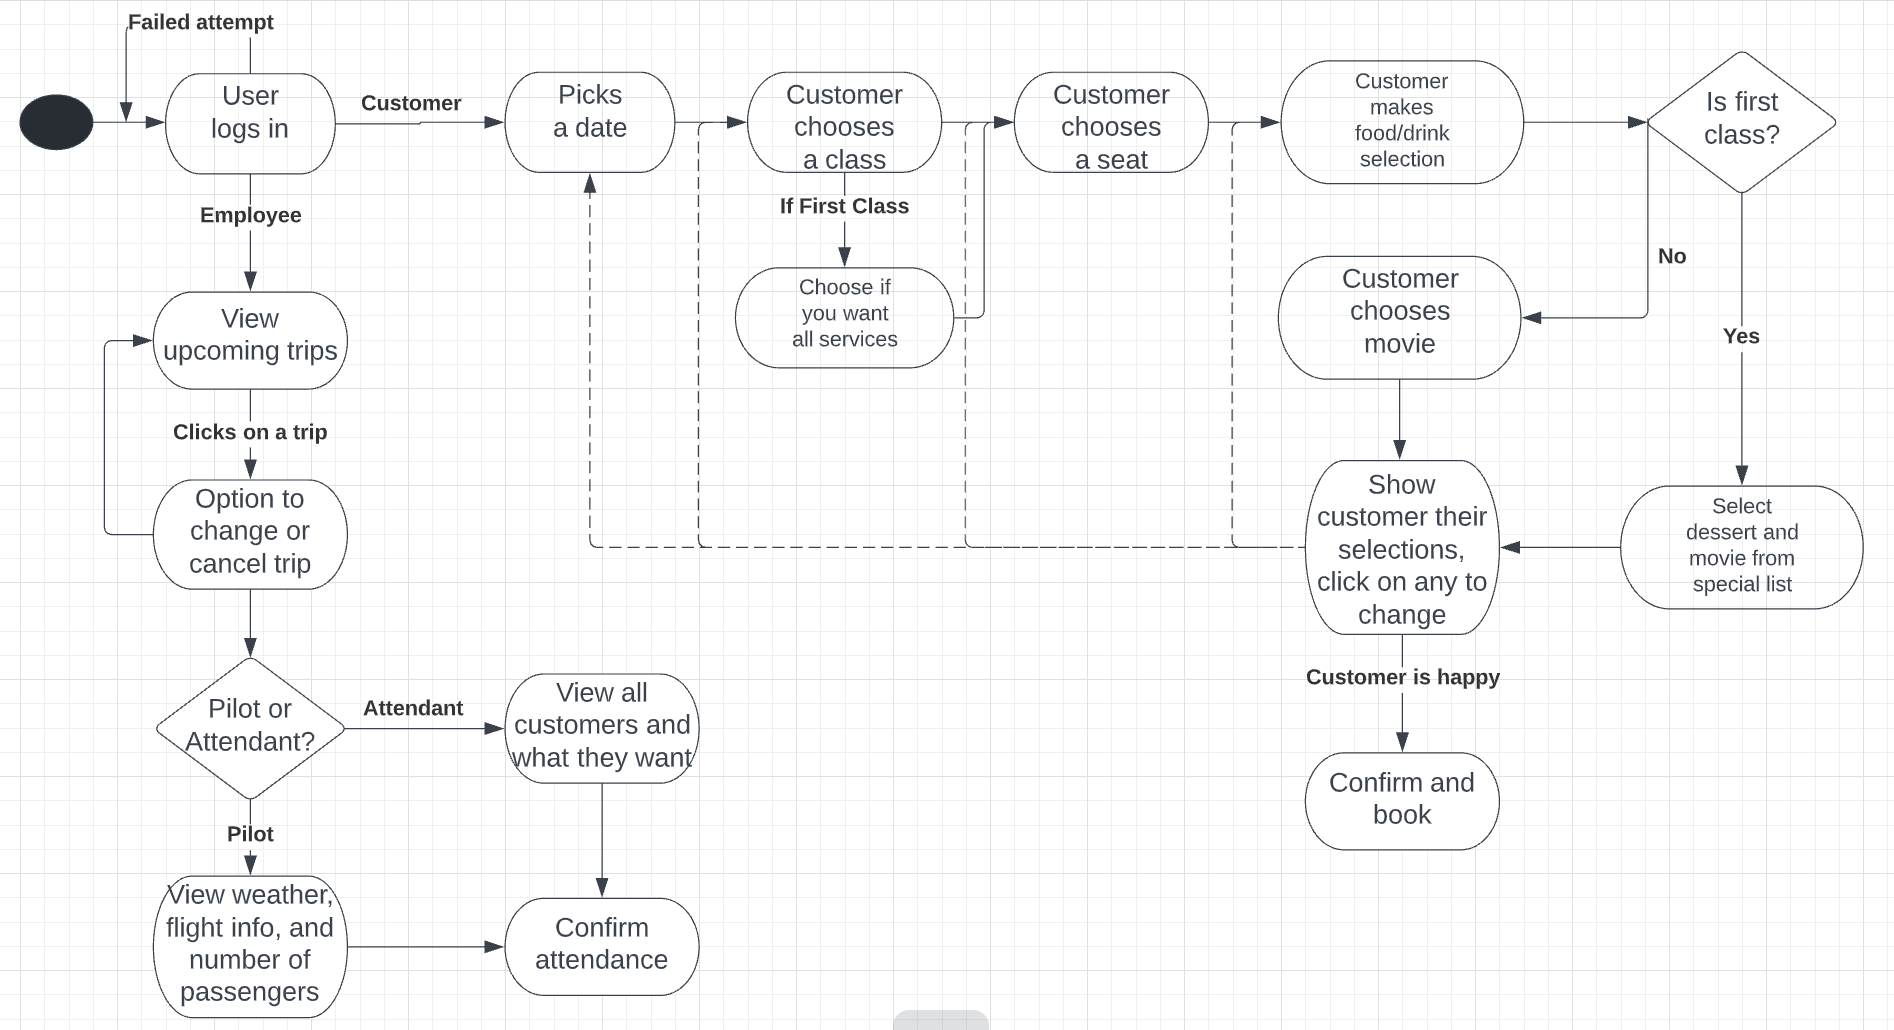 Failed attempt
User
logs in
Customer
Picks
a date
Customer
chooses
a class
Customer
chooses
a seat
Customer
makes
food/drink
selection
Is first
class?
Employee
If First Class
Choose if
you want
all services
No
Customer
chooses
movie
Yes
View
upcoming trips
Clicks on a trip
Option to
change or
cancel trip
Show
customer their
selections,
click on any to
change
Select
dessert and
movie from
special list
Customer is happy
Confirm and
book
Pilot or
Attendant?
Attendant
View all
customers and
what they want
Pilot
View weather,
flight info, and
number of
passengers
Confirm
attendance